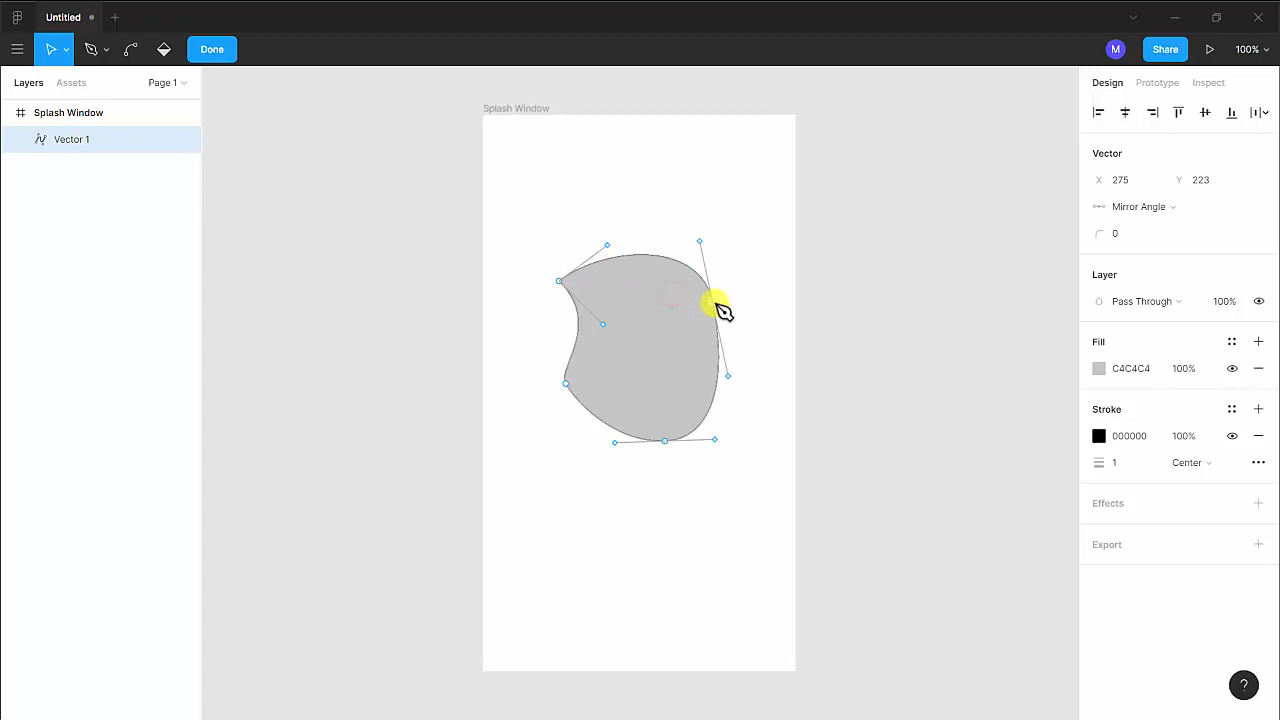 Untitled
Done
M
Share
100%
Layers
Assets
Page 1
Splash Window
Vector 1
Splash Window
Design
Prototype
Inspect
Vector
X 275
Y 223
Mirror Angle
0
Layer
Pass Through
100%
Fill
C4C4C4
100%
Stroke
000000
100%
1
Center
Effects
Export
?